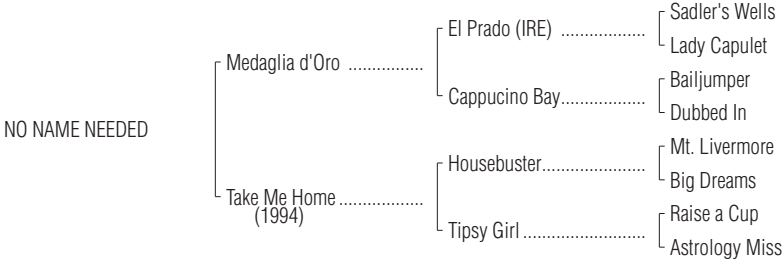 Sadler's Wells
El Prado (IRE) ..................
Lady Capulet
Medaglia d'Oro ................
Bailjumper
Cappucino Bay..................
Dubbed In
NO NAME NEEDED
Mt. Livermore
Housebuster......................
Big Dreams
Take Me Home ..................
(1994)
Raise a Cup
Tipsy Girl ..........................
Astrology Miss